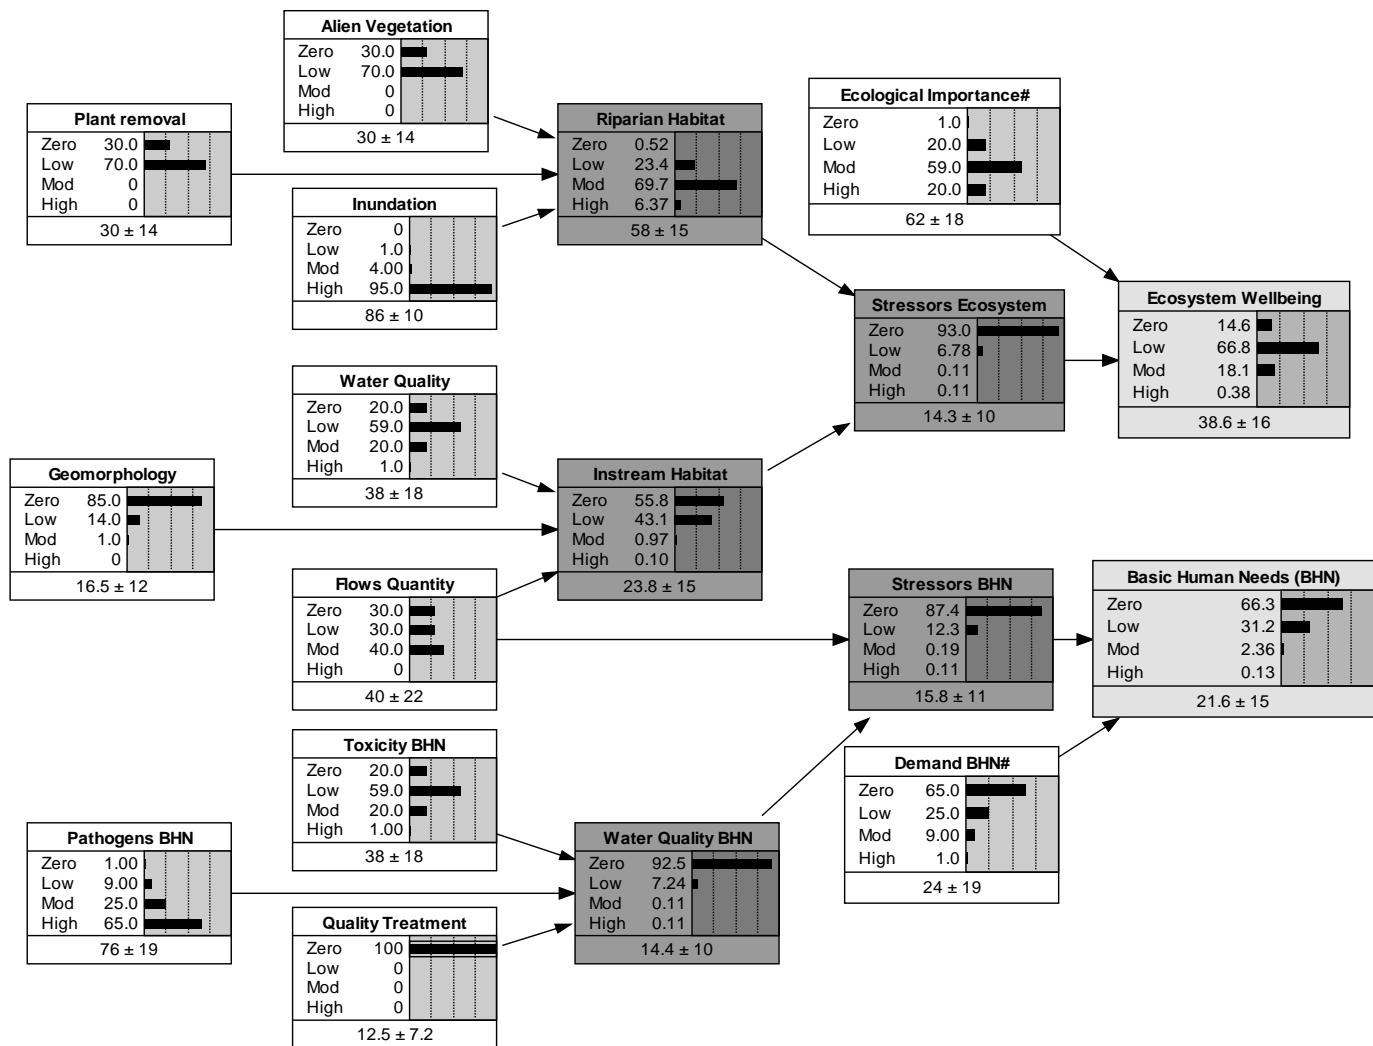 Alien Vegetation
Zero 30.0
Low 70.0
Mod 0
High 0
30 ± 14
Plant removal
Zero 30.0
Low 70.0
Mod 0
High 0
30 ± 14
Inundation
Zero 0
Low 1.0
Mod 4.00
High 95.0
86 ± 10
Riparian Habitat
Zero 0.52
Low 23.4
Mod 69.7
High 6.37
58 ± 15
Ecological Importance#
Zero 1.0
Low 20.0
Mod 59.0
High 20.0
62 ± 18
Stressors Ecosystem
Zero 93.0
Low 6.78
Mod 0.11
High 0.11
14.3 ± 10
Ecosystem Wellbeing
Zero 14.6
Low 66.8
Mod 18.1
High 0.38
38.6 ± 16
Water Quality
Zero 20.0
Low 59.0
Mod 20.0
High 1.0
38 ± 18
Geomorphology
Zero 85.0
Low 14.0
Mod 1.0
High 0
16.5 ± 12
Instream Habitat
Zero 55.8
Low 43.1
Mod 0.97
High 0.10
23.8 ± 15
Flows Quantity
Zero 30.0
Low 30.0
Mod 40.0
High 0
40 ± 22
Stressors BHN
Zero 87.4
Low 12.3
Mod 0.19
High 0.11
15.8 ± 11
Basic Human Needs (BHN)
Zero 66.3
Low 31.2
Mod 2.36
High 0.13
21.6 ± 15
Toxicity BHN
Zero 20.0
Low 59.0
Mod 20.0
High 1.00
38 ± 18
Demand BHN#
Zero 65.0
Low 25.0
Mod 9.00
High 1.0
24 ± 19
Pathogens BHN
Zero 1.00
Low 9.00
Mod 25.0
High 65.0
76 ± 19
Water Quality BHN
Zero 92.5
Low 7.24
Mod 0.11
High 0.11
14.4 ± 10
Quality Treatment
Zero 100
Low 0
Mod 0
High 0
12.5 ± 7.2